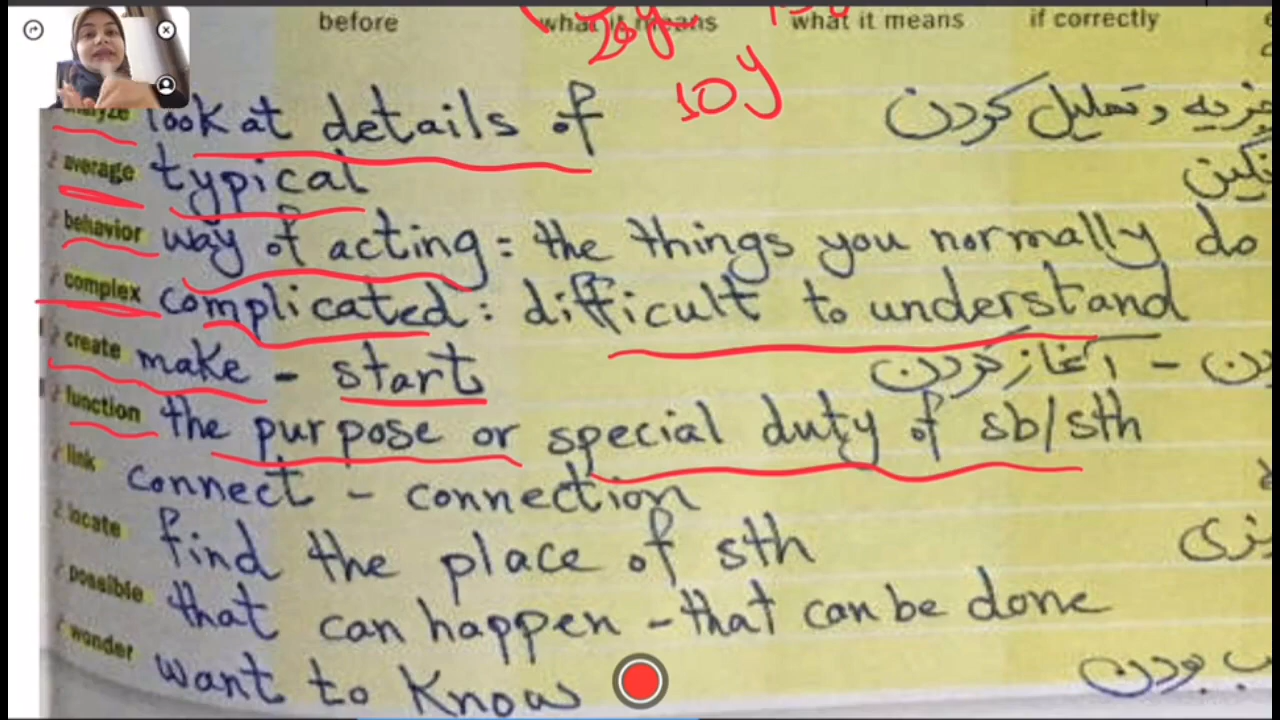 before what it means what it means if correctly
20y
10y
analyze look at details of تجزیه و تحلیل کردن
average typical
behavior way of acting = the things you normally do
complex complicated : difficult to understand
create make - start دن - آغاز کردن
function the purpose or special duty of sb/sth
link connect - connection
locate find the place of sth
possible that can happen - that can be done
wonder want to know ب بودن